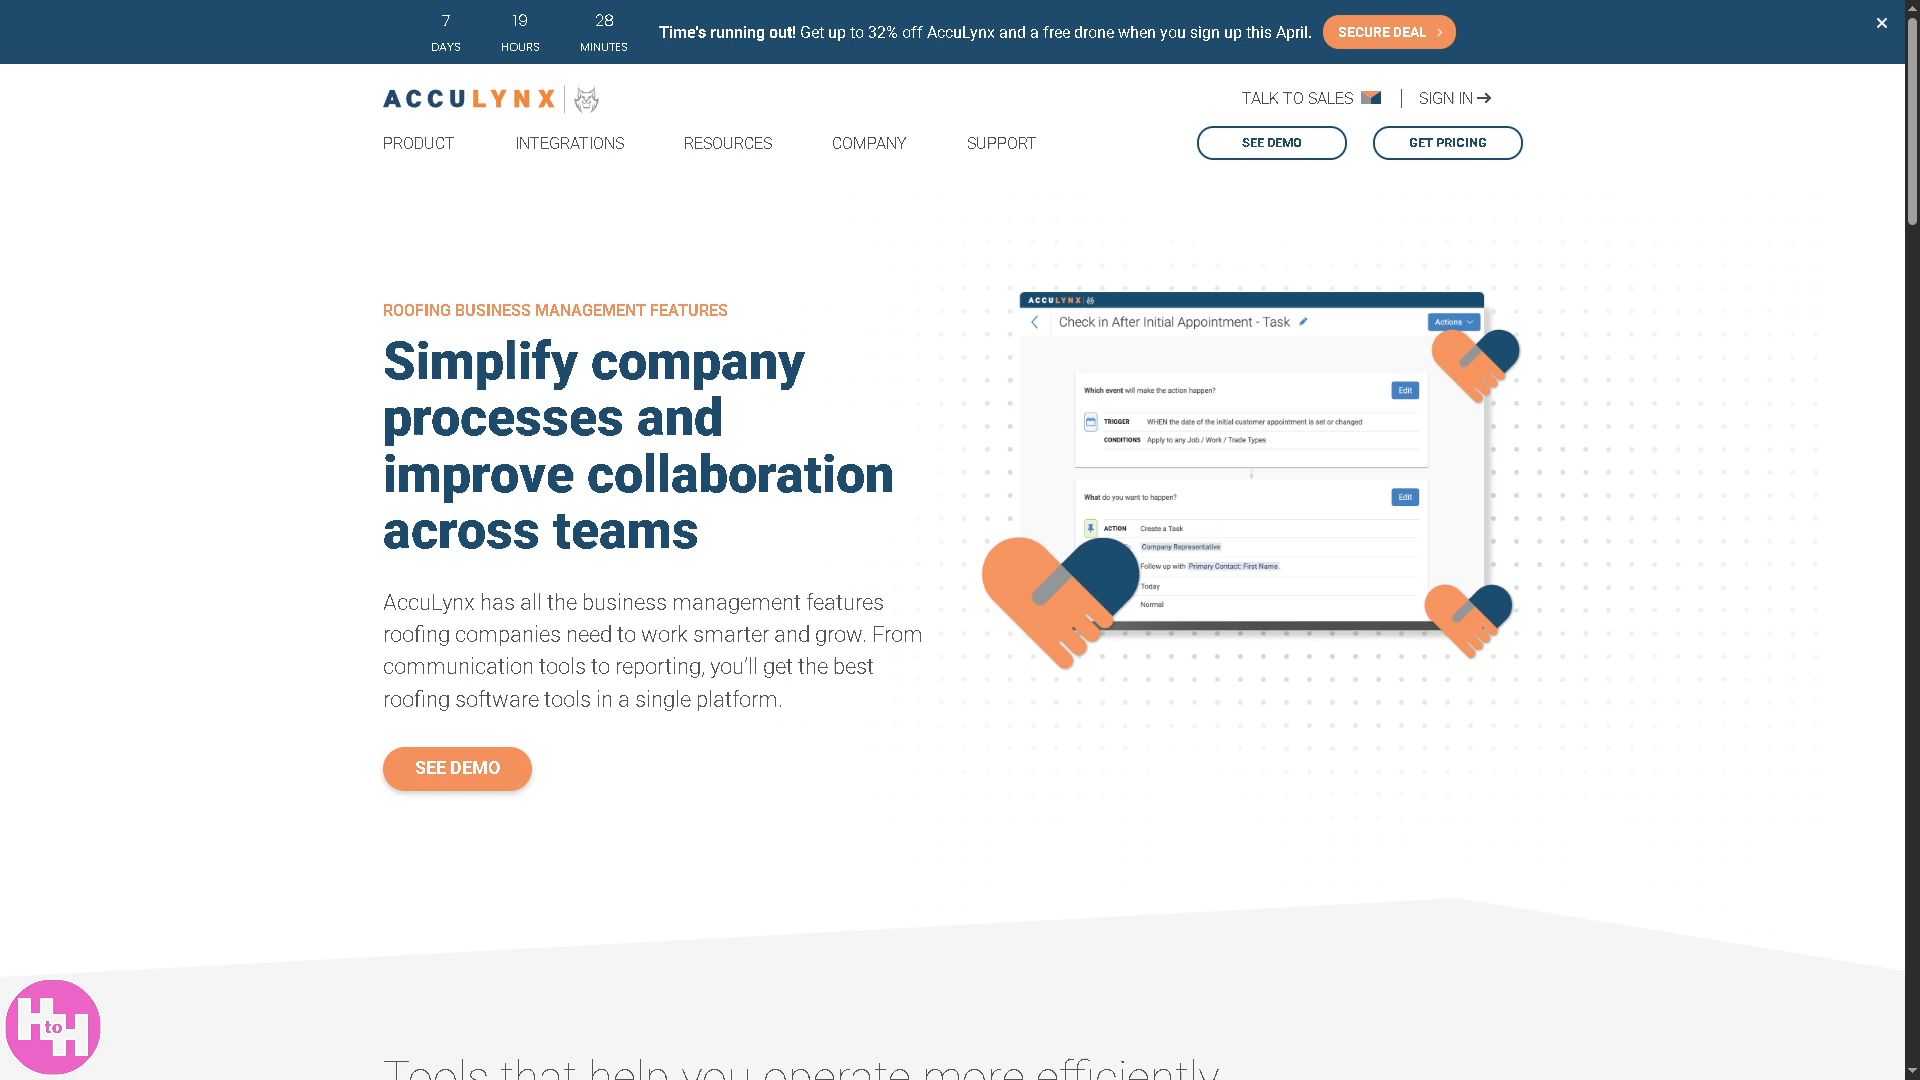 7 19 28
DAYS HOURS MINUTES
Time's running out! Get up to 32% off AccuLynx and a free drone when you sign up this April.
SECURE DEAL
ACCULYNX
TALK TO SALES
SIGN IN
PRODUCT INTEGRATIONS RESOURCES COMPANY SUPPORT
SEE DEMO
GET PRICING
ROOFING BUSINESS MANAGEMENT FEATURES
Simplify company
processes and
improve collaboration
across teams
AccuLynx has all the business management features
roofing companies need to work smarter and grow. From
communication tools to reporting, you’ll get the best
roofing software tools in a single platform.
SEE DEMO
ACCULYNX
Check in After Initial Appointment - Task
Actions
Which event will make the action happen?
Edit
TRIGGER WHEN the date of the initial customer appointment is set or changed
CONDITIONS Apply to any Job / Work / Trade Types
What do you want to happen?
Edit
ACTION Create a Task
Company Representative
Follow up with Primary Contact: First Name.
Today
Normal
Tools that help you operate more efficiently
H to H